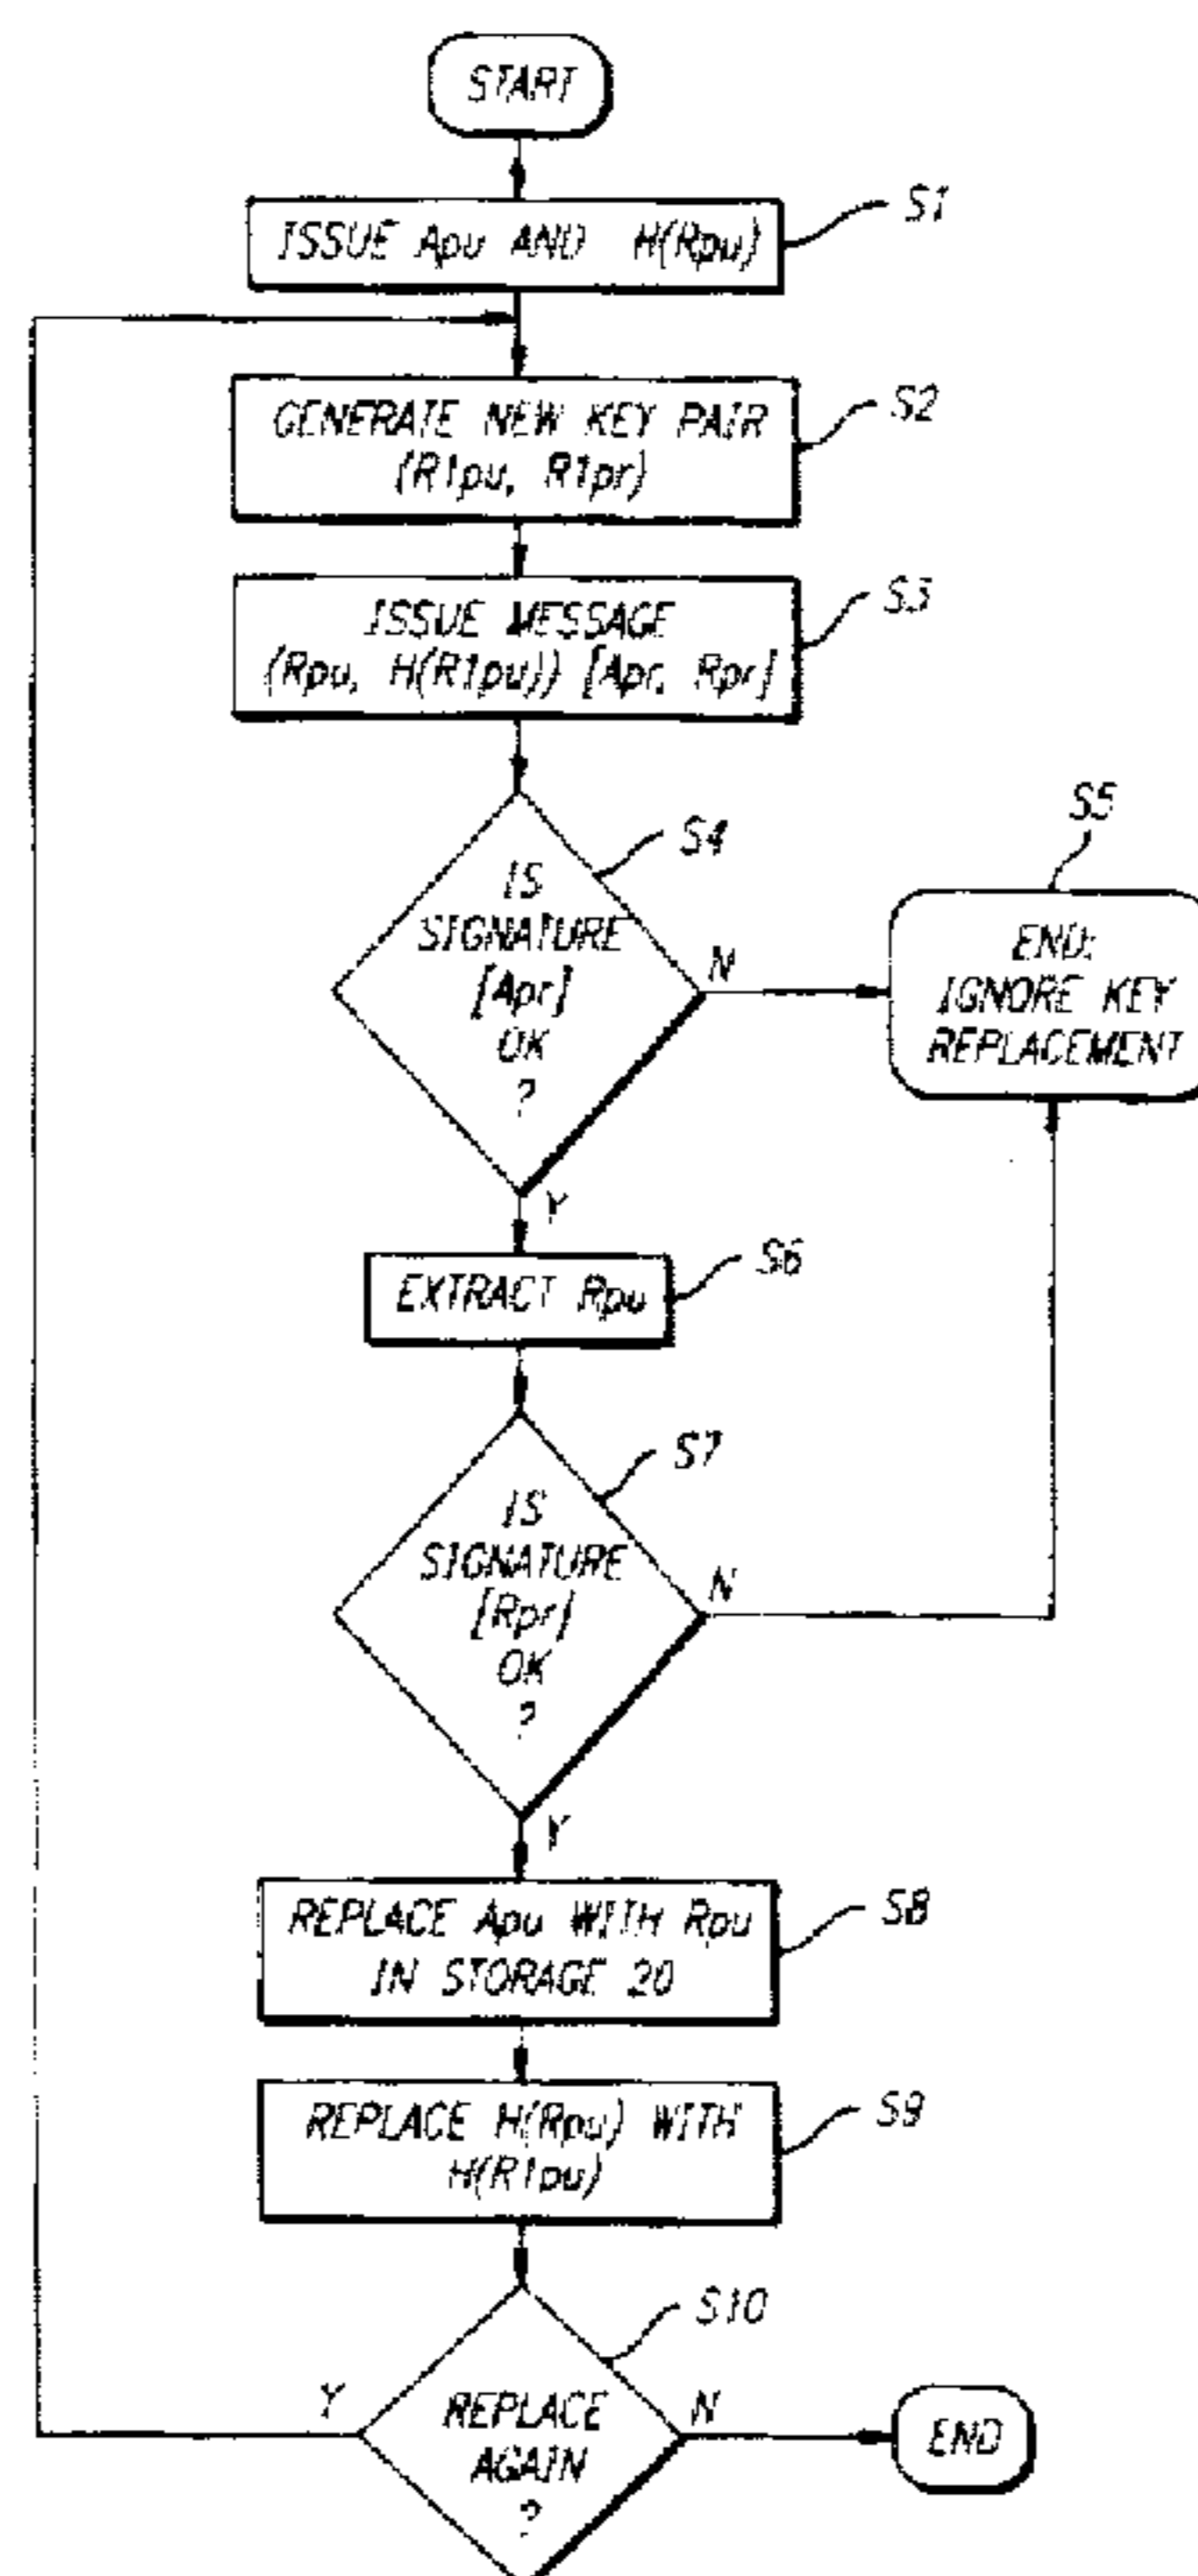 START
ISSUE Apu AND H(Rpu)
S1
GENERATE NEW KEY PAIR
(R1pu, R1pr)
S2
ISSUE MESSAGE
(Rpu, H(R1pu)) [Apr, Rpr]
S3
IS
SIGNATURE
[Apr]
OK
?
S4
N
Y
S5
END:
IGNORE KEY
REPLACEMENT
EXTRACT Rpu
S6
IS
SIGNATURE
[Rpr]
OK
?
S7
N
Y
REPLACE Apu WITH Rpu
IN STORAGE 20
S8
REPLACE H(Rpu) WITH
H(R1pu)
S9
REPLACE
AGAIN
?
S10
Y
N
END